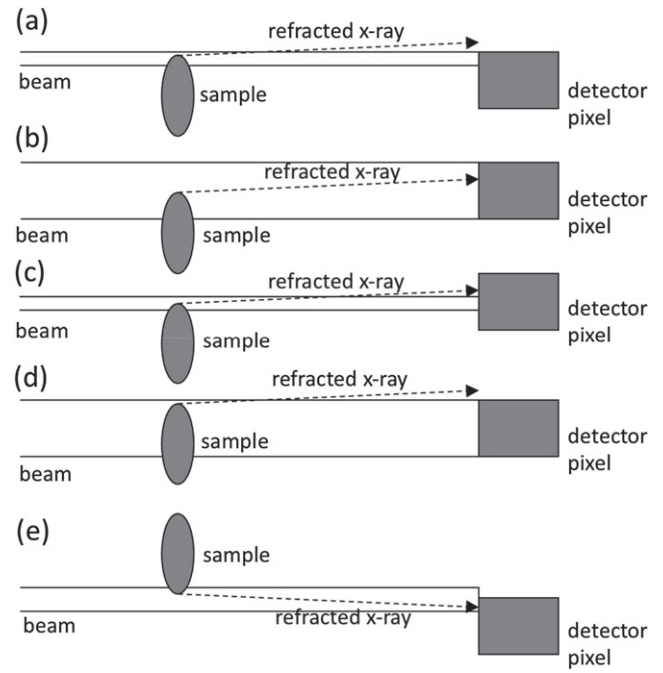 (a)
refracted x-ray
beam
sample
detector
pixel
(b)
refracted x-ray
beam
sample
detector
pixel
(c)
refracted x-ray
beam
sample
detector
pixel
(d)
refracted x-ray
sample
beam
detector
pixel
(e)
sample
beam
refracted x-ray
detector
pixel